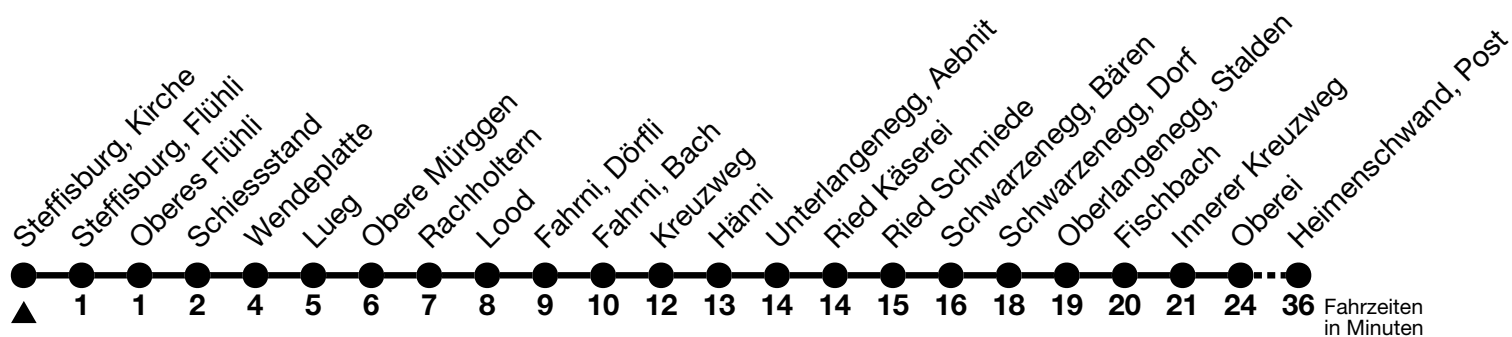 Steffisburg, Kirche
Steffisburg, Flühli
Oberes Flühli
Schiessstand
Wendeplatte
Lueg
Obere Mürggen
Rachholtern
Lood
Fahrni, Dörfli
Fahrni, Bach
Kreuzweg
Hänni
Unterlangenegg, Aebnit
Ried Käserei
Ried Schmiede
Schwarzenegg, Bären
Schwarzenegg, Dorf
Oberlangenegg, Stalden
Fischbach
Innerer Kreuzweg
Oberei
Heimenschwand, Post
1 1 2 4 5 6 7 8 9 10 12 13 14 14 15 16 18 19 20 21 24 36
Fahrzeiten
in Minuten